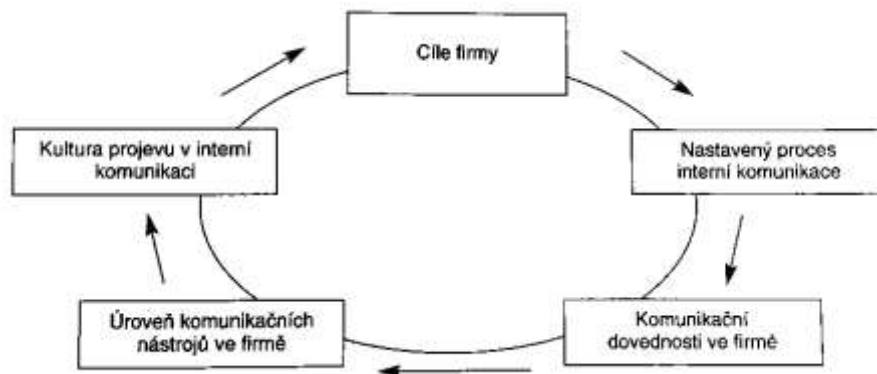 Cíle firmy
Kultura projevu v interní
komunikaci
Nastavený proces
interní komunikace
Úroveň komunikačních
nástrojů ve firmě
Komunikační
dovednosti ve firmě